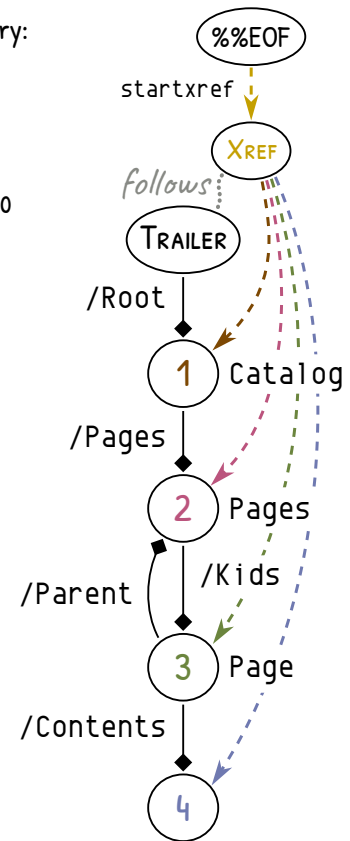 ry:
%%EOF
startxref
XREF
follows
0
TRAILER
/Root
1 Catalog
/Pages
2 Pages
/Kids
/Parent
3 Page
/Contents
4